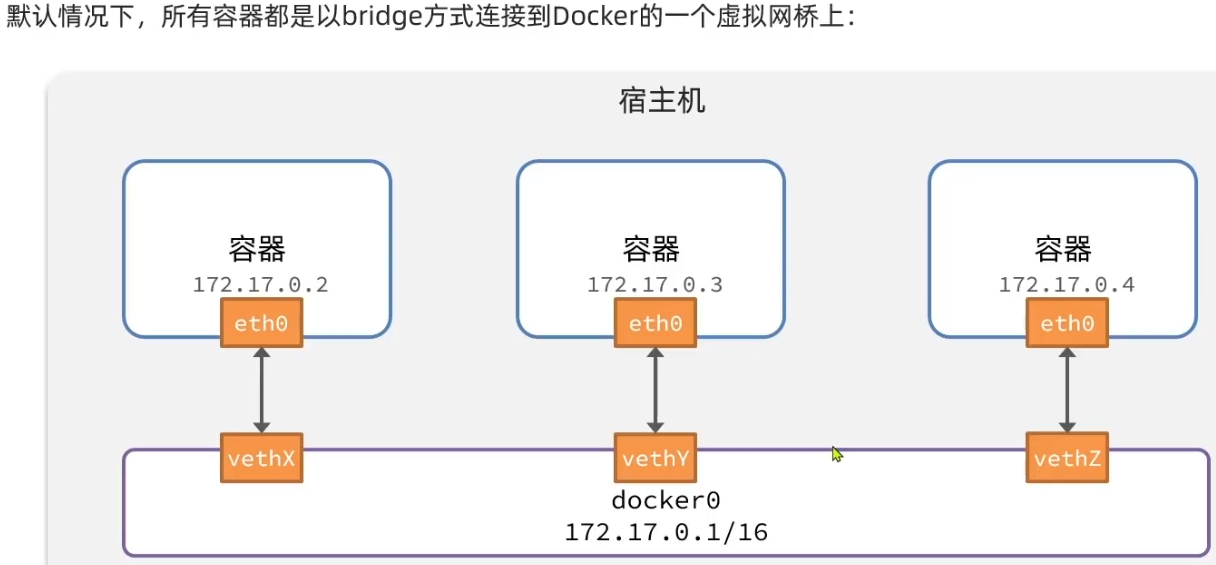 默认情况下，所有容器都是以bridge方式连接到Docker的一个虚拟网桥上：
宿主机
容器 容器 容器
172.17.0.2 172.17.0.3 172.17.0.4
eth0 eth0 eth0
vethX vethY vethZ
docker0
172.17.0.1/16